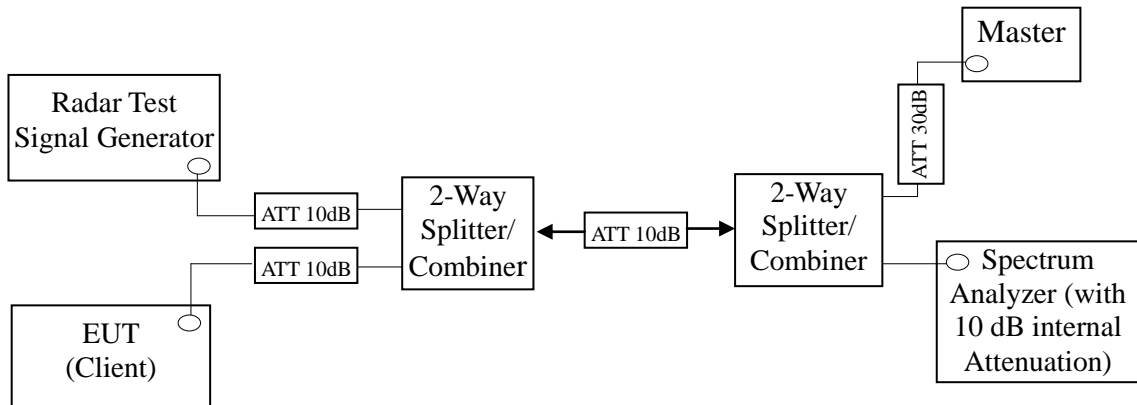 Radar Test
Signal Generator
ATT 10dB
ATT 10dB
EUT
(Client)
2-Way
Splitter/
Combiner
ATT 10dB
2-Way
Splitter/
Combiner
ATT 30dB
Master
Spectrum
Analyzer (with
10 dB internal
Attenuation)